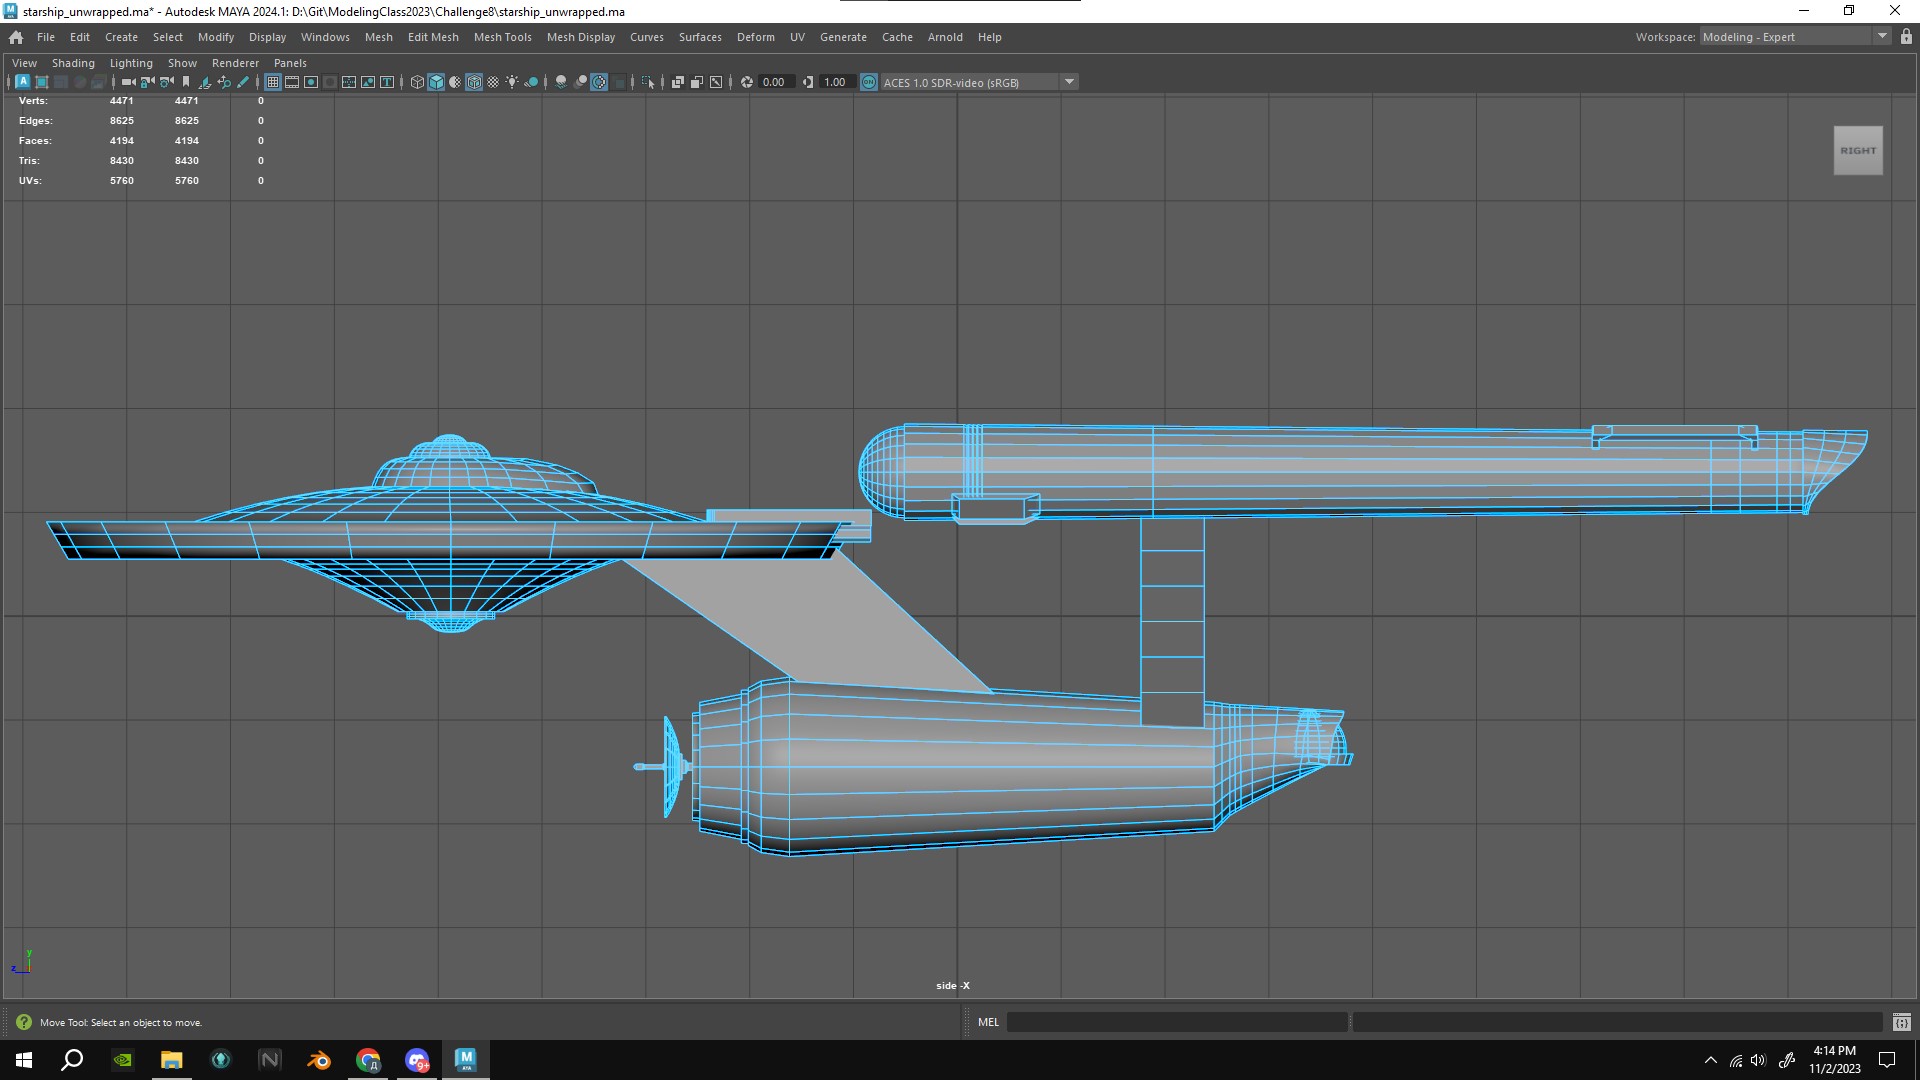 starship_unwrapped.ma* - Autodesk MAYA 2024.1: D:\Git\ModelingClass2023\Challenge8\starship_unwrapped.ma
File Edit Create Select Modify Display Windows Mesh Edit Mesh Mesh Tools Mesh Display Curves Surfaces Deform UV Generate Cache Arnold Help Workspace: Modeling - Expert
View Shading Lighting Show Renderer Panels
0.00 1.00 ON ACES 1.0 SDR-video (sRGB)
Verts: 4471 4471 0
Edges: 8625 8625 0
Faces: 4194 4194 0
Tris: 8430 8430 0
UVs: 5760 5760 0
RIGHT
y
z
side -X
Move Tool: Select an object to move. MEL
9+
M
AYA
4:14 PM
11/2/2023